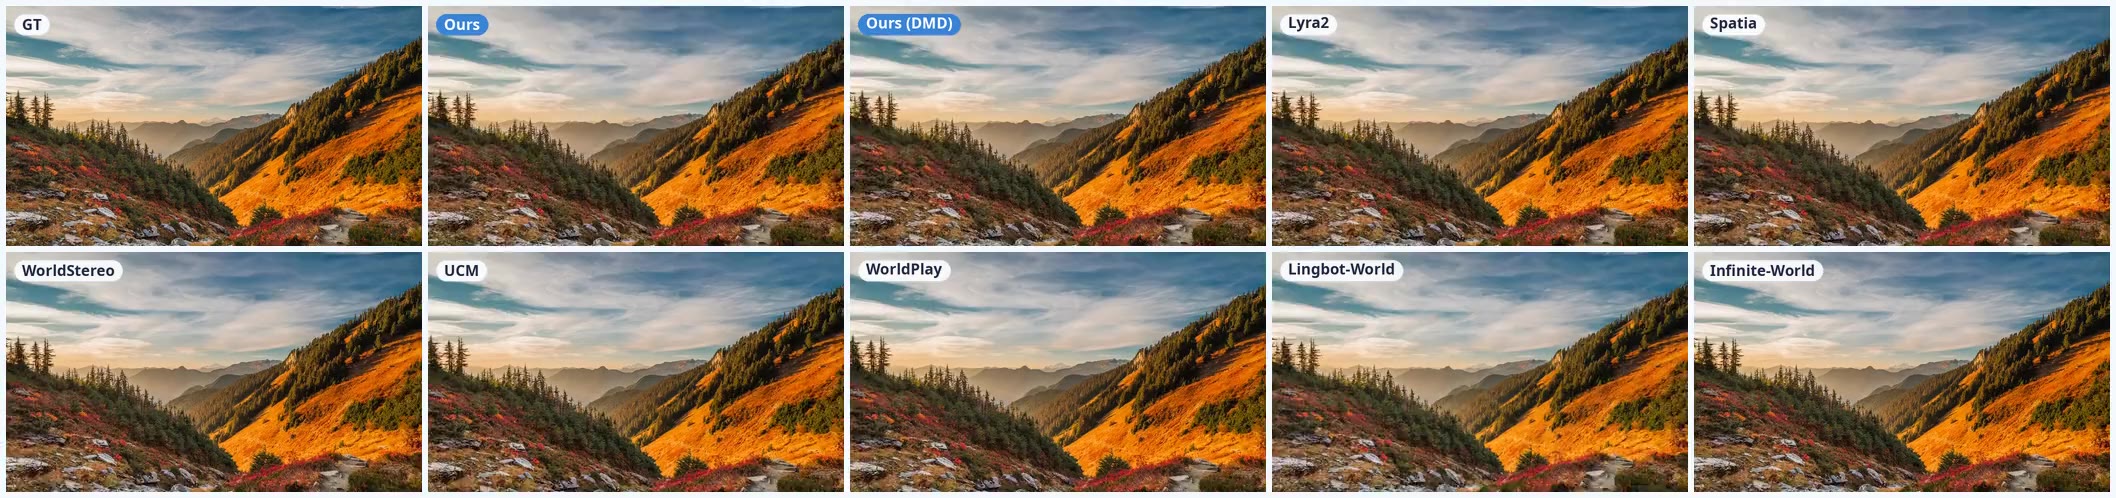 GT
Ours
Ours (DMD)
Lyra2
Spatia
WorldStereo
UCM
WorldPlay
Lingbot-World
Infinite-World